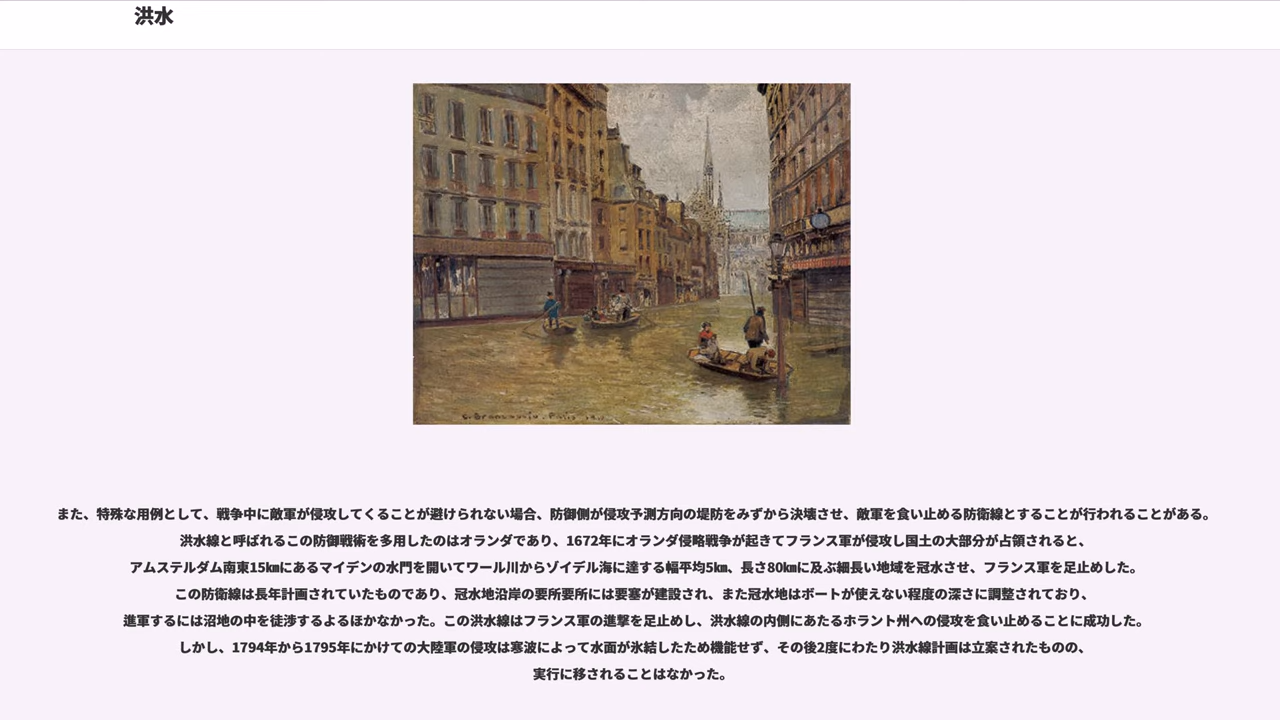 洪水
また、特殊な用例として、戦争中に敵軍が侵攻してくることが避けられない場合、防御側が侵攻予測方向の堤防をみずから決壊させ、敵軍を食い止める防衛線とすることが行われることがある。
洪水線と呼ばれるこの防御戦術を多用したのはオランダであり、1672年にオランダ侵略戦争が起きてフランス軍が侵攻し国土の大部分が占領されると、
アムステルダム南東15㎞にあるマイデンの水門を開いてワール川からゾイデル海に達する幅平均5㎞、長さ80㎞に及ぶ細長い地域を冠水させ、フランス軍を足止めした。
この防衛線は長年計画されていたものであり、冠水地沿岸の要所要所には要塞が建設され、また冠水地はボートが使えない程度の深さに調整されており、
進軍するには沼地の中を徒渉するよるほかなかった。この洪水線はフランス軍の進撃を足止めし、洪水線の内側にあたるホラント州への侵攻を食い止めることに成功した。
しかし、1794年から1795年にかけての大陸軍の侵攻は寒波によって水面が氷結したため機能せず、その後2度にわたり洪水線計画は立案されたものの、
実行に移されることはなかった。